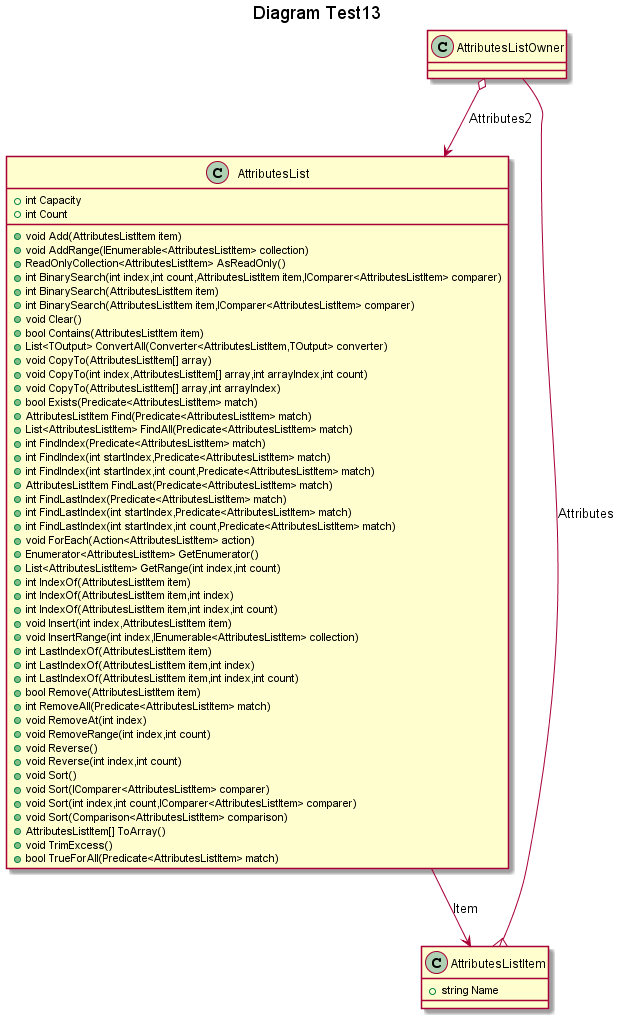 Diagram Test13
C AttributesListOwner
Attributes2
C AttributesList
int Capacity
int Count
void Add(AttributesListItem item)
void AddRange(IEnumerable<AttributesListItem> collection)
ReadOnlyCollection<AttributesListItem> AsReadOnly()
int BinarySearch(int index,int count,AttributesListItem item,IComparer<AttributesListItem> comparer)
int BinarySearch(AttributesListItem item)
int BinarySearch(AttributesListItem item,IComparer<AttributesListItem> comparer)
void Clear()
bool Contains(AttributesListItem item)
List<TOutput> ConvertAll(Converter<AttributesListItem,TOutput> converter)
void CopyTo(AttributesListItem[] array)
void CopyTo(int index,AttributesListItem[] array,int arrayIndex,int count)
void CopyTo(AttributesListItem[] array,int arrayIndex)
bool Exists(Predicate<AttributesListItem> match)
AttributesListItem Find(Predicate<AttributesListItem> match)
List<AttributesListItem> FindAll(Predicate<AttributesListItem> match)
int FindIndex(Predicate<AttributesListItem> match)
int FindIndex(int startIndex,Predicate<AttributesListItem> match)
int FindIndex(int startIndex,int count,Predicate<AttributesListItem> match)
AttributesListItem FindLast(Predicate<AttributesListItem> match)
int FindLastIndex(Predicate<AttributesListItem> match)
int FindLastIndex(int startIndex,Predicate<AttributesListItem> match)
int FindLastIndex(int startIndex,int count,Predicate<AttributesListItem> match)
void ForEach(Action<AttributesListItem> action)
Enumerator<AttributesListItem> GetEnumerator()
List<AttributesListItem> GetRange(int index,int count)
int IndexOf(AttributesListItem item)
int IndexOf(AttributesListItem item,int index)
int IndexOf(AttributesListItem item,int index,int count)
void Insert(int index,AttributesListItem item)
void InsertRange(int index,IEnumerable<AttributesListItem> collection)
int LastIndexOf(AttributesListItem item)
int LastIndexOf(AttributesListItem item,int index)
int LastIndexOf(AttributesListItem item,int index,int count)
bool Remove(AttributesListItem item)
int RemoveAll(Predicate<AttributesListItem> match)
void RemoveAt(int index)
void RemoveRange(int index,int count)
void Reverse()
void Reverse(int index,int count)
void Sort()
void Sort(IComparer<AttributesListItem> comparer)
void Sort(int index,int count,IComparer<AttributesListItem> comparer)
void Sort(Comparison<AttributesListItem> comparison)
AttributesListItem[] ToArray()
void TrimExcess()
bool TrueForAll(Predicate<AttributesListItem> match)
Attributes
Item
C AttributesListItem
string Name